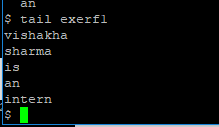 an
$ tail exerf1
vishakha
sharma
is
an
intern
$